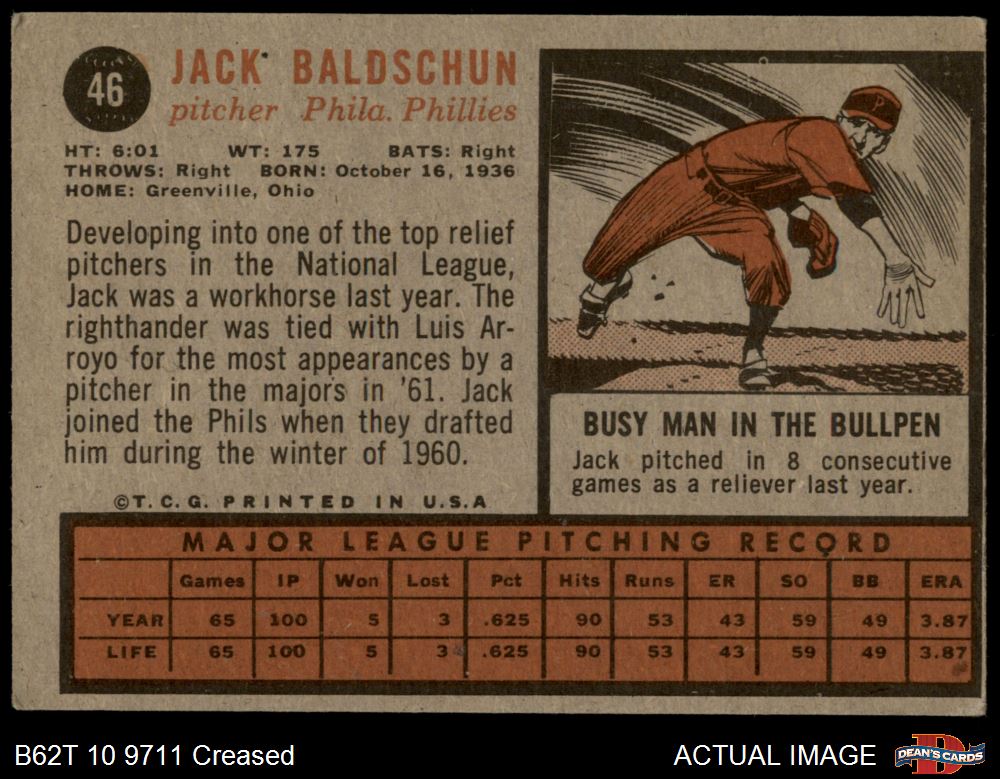 46
JACK BALDSCHUN
pitcher Phila. Phillies
HT: 6:01 WT: 175 BATS: Right
THROWS: Right BORN: October 16, 1936
HOME: Greenville, Ohio
Developing into one of the top relief
pitchers in the National League,
Jack was a workhorse last year. The
righthander was tied with Luis Ar-
royo for the most appearances by a
pitcher in the majors in '61. Jack
joined the Phils when they drafted
him during the winter of 1960.
©T.C.G. PRINTED IN U.S.A
P
BUSY MAN IN THE BULLPEN
Jack pitched in 8 consecutive
games as a reliever last year.
MAJOR LEAGUE PITCHING RECORD
Games IP Won Lost Pct Hits Runs ER SO BB ERA
YEAR 65 100 5 3 .625 90 53 43 59 49 3.87
LIFE 65 100 5 3 .625 90 53 43 59 49 3.87
B62T 10 9711 Creased
ACTUAL IMAGE
D
DEAN'S CARDS